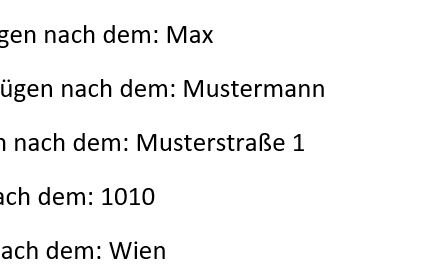 gen nach dem: Max
ügen nach dem: Mustermann
n nach dem: Musterstraße 1
ach dem: 1010
ach dem: Wien